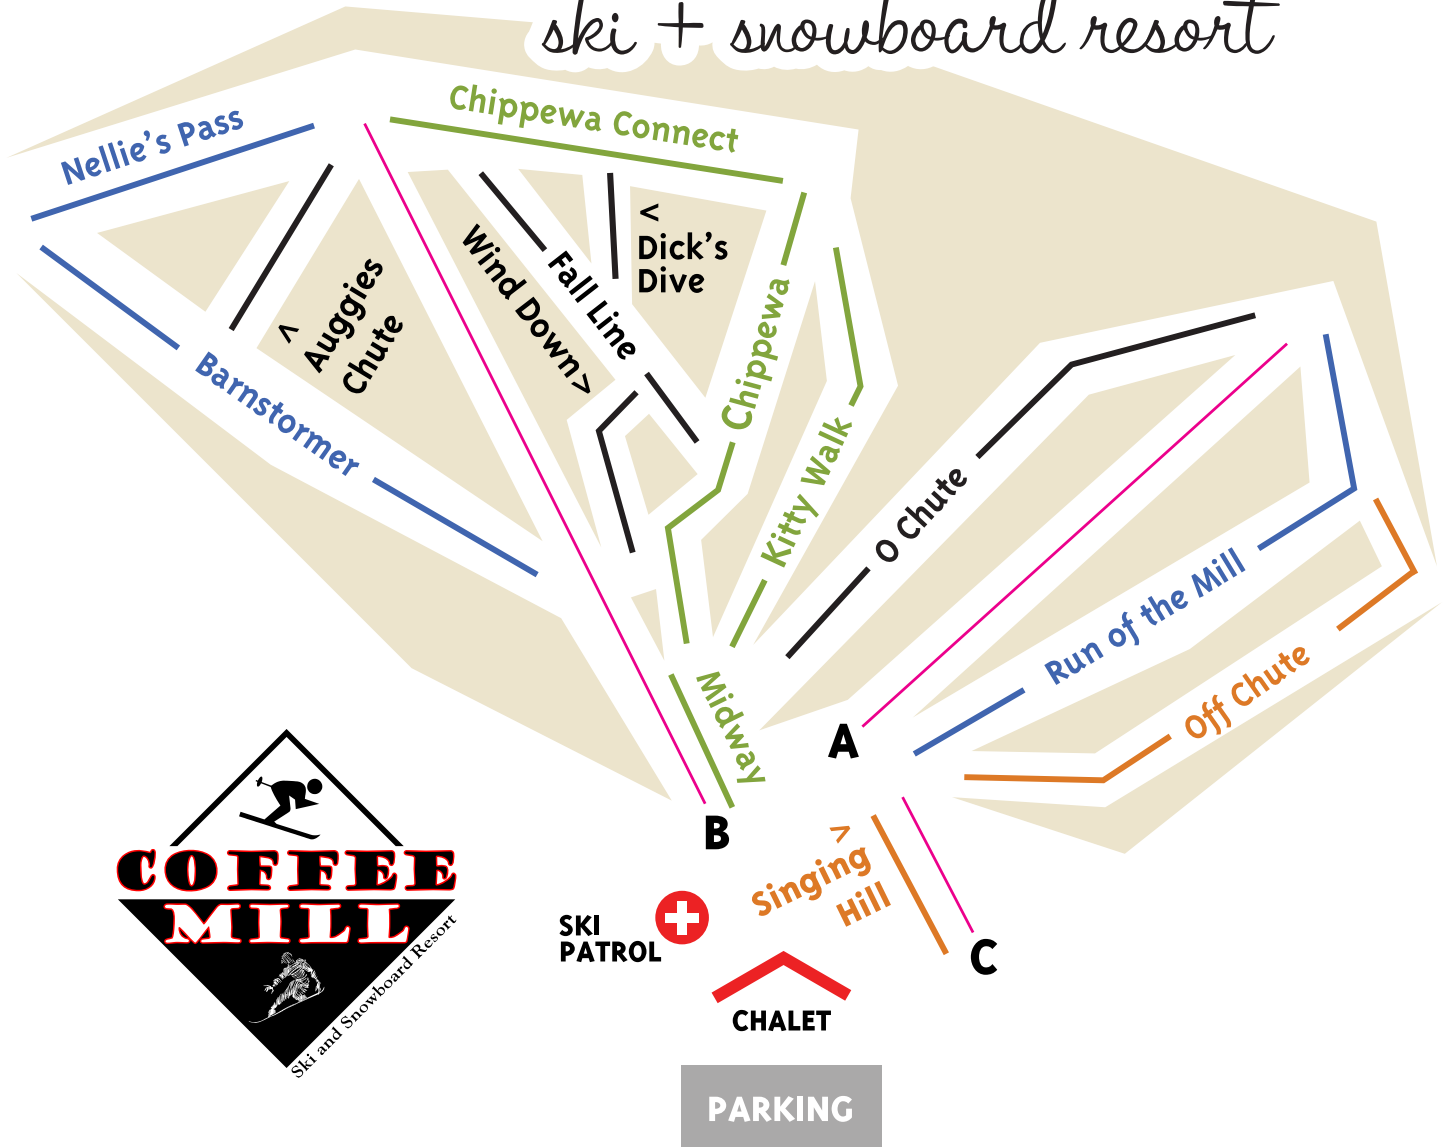 ski + snowboard resort
Chippewa Connect
Nellie's Pass
<
Dick's
Dive
Wind Down>
Fall Line
<
Auggies
Chute
Chippewa
Barnstormer
Kitty Walk
O Chute
Run of the Mill
Off Chute
Midway
A
B
>
Singing
Hill
C
SKI
PATROL
CHALET
PARKING
COFFEE
MILL
Ski and Snowboard Resort